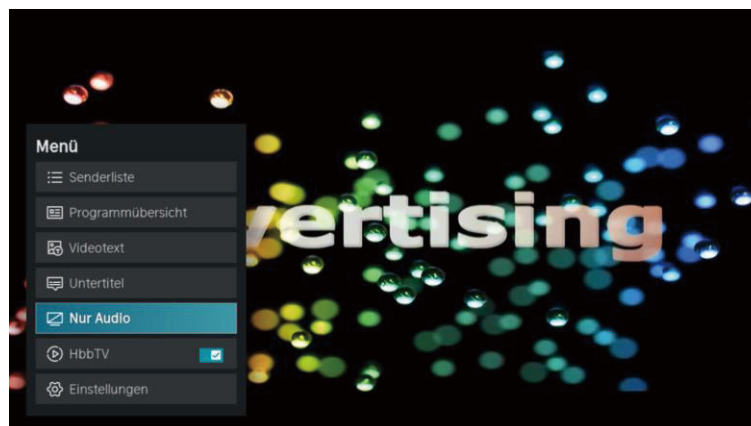 Menü
Senderliste
Programmübersicht
vertising
Videotext
Untertitel
Nur Audio
HbbTV
Einstellungen